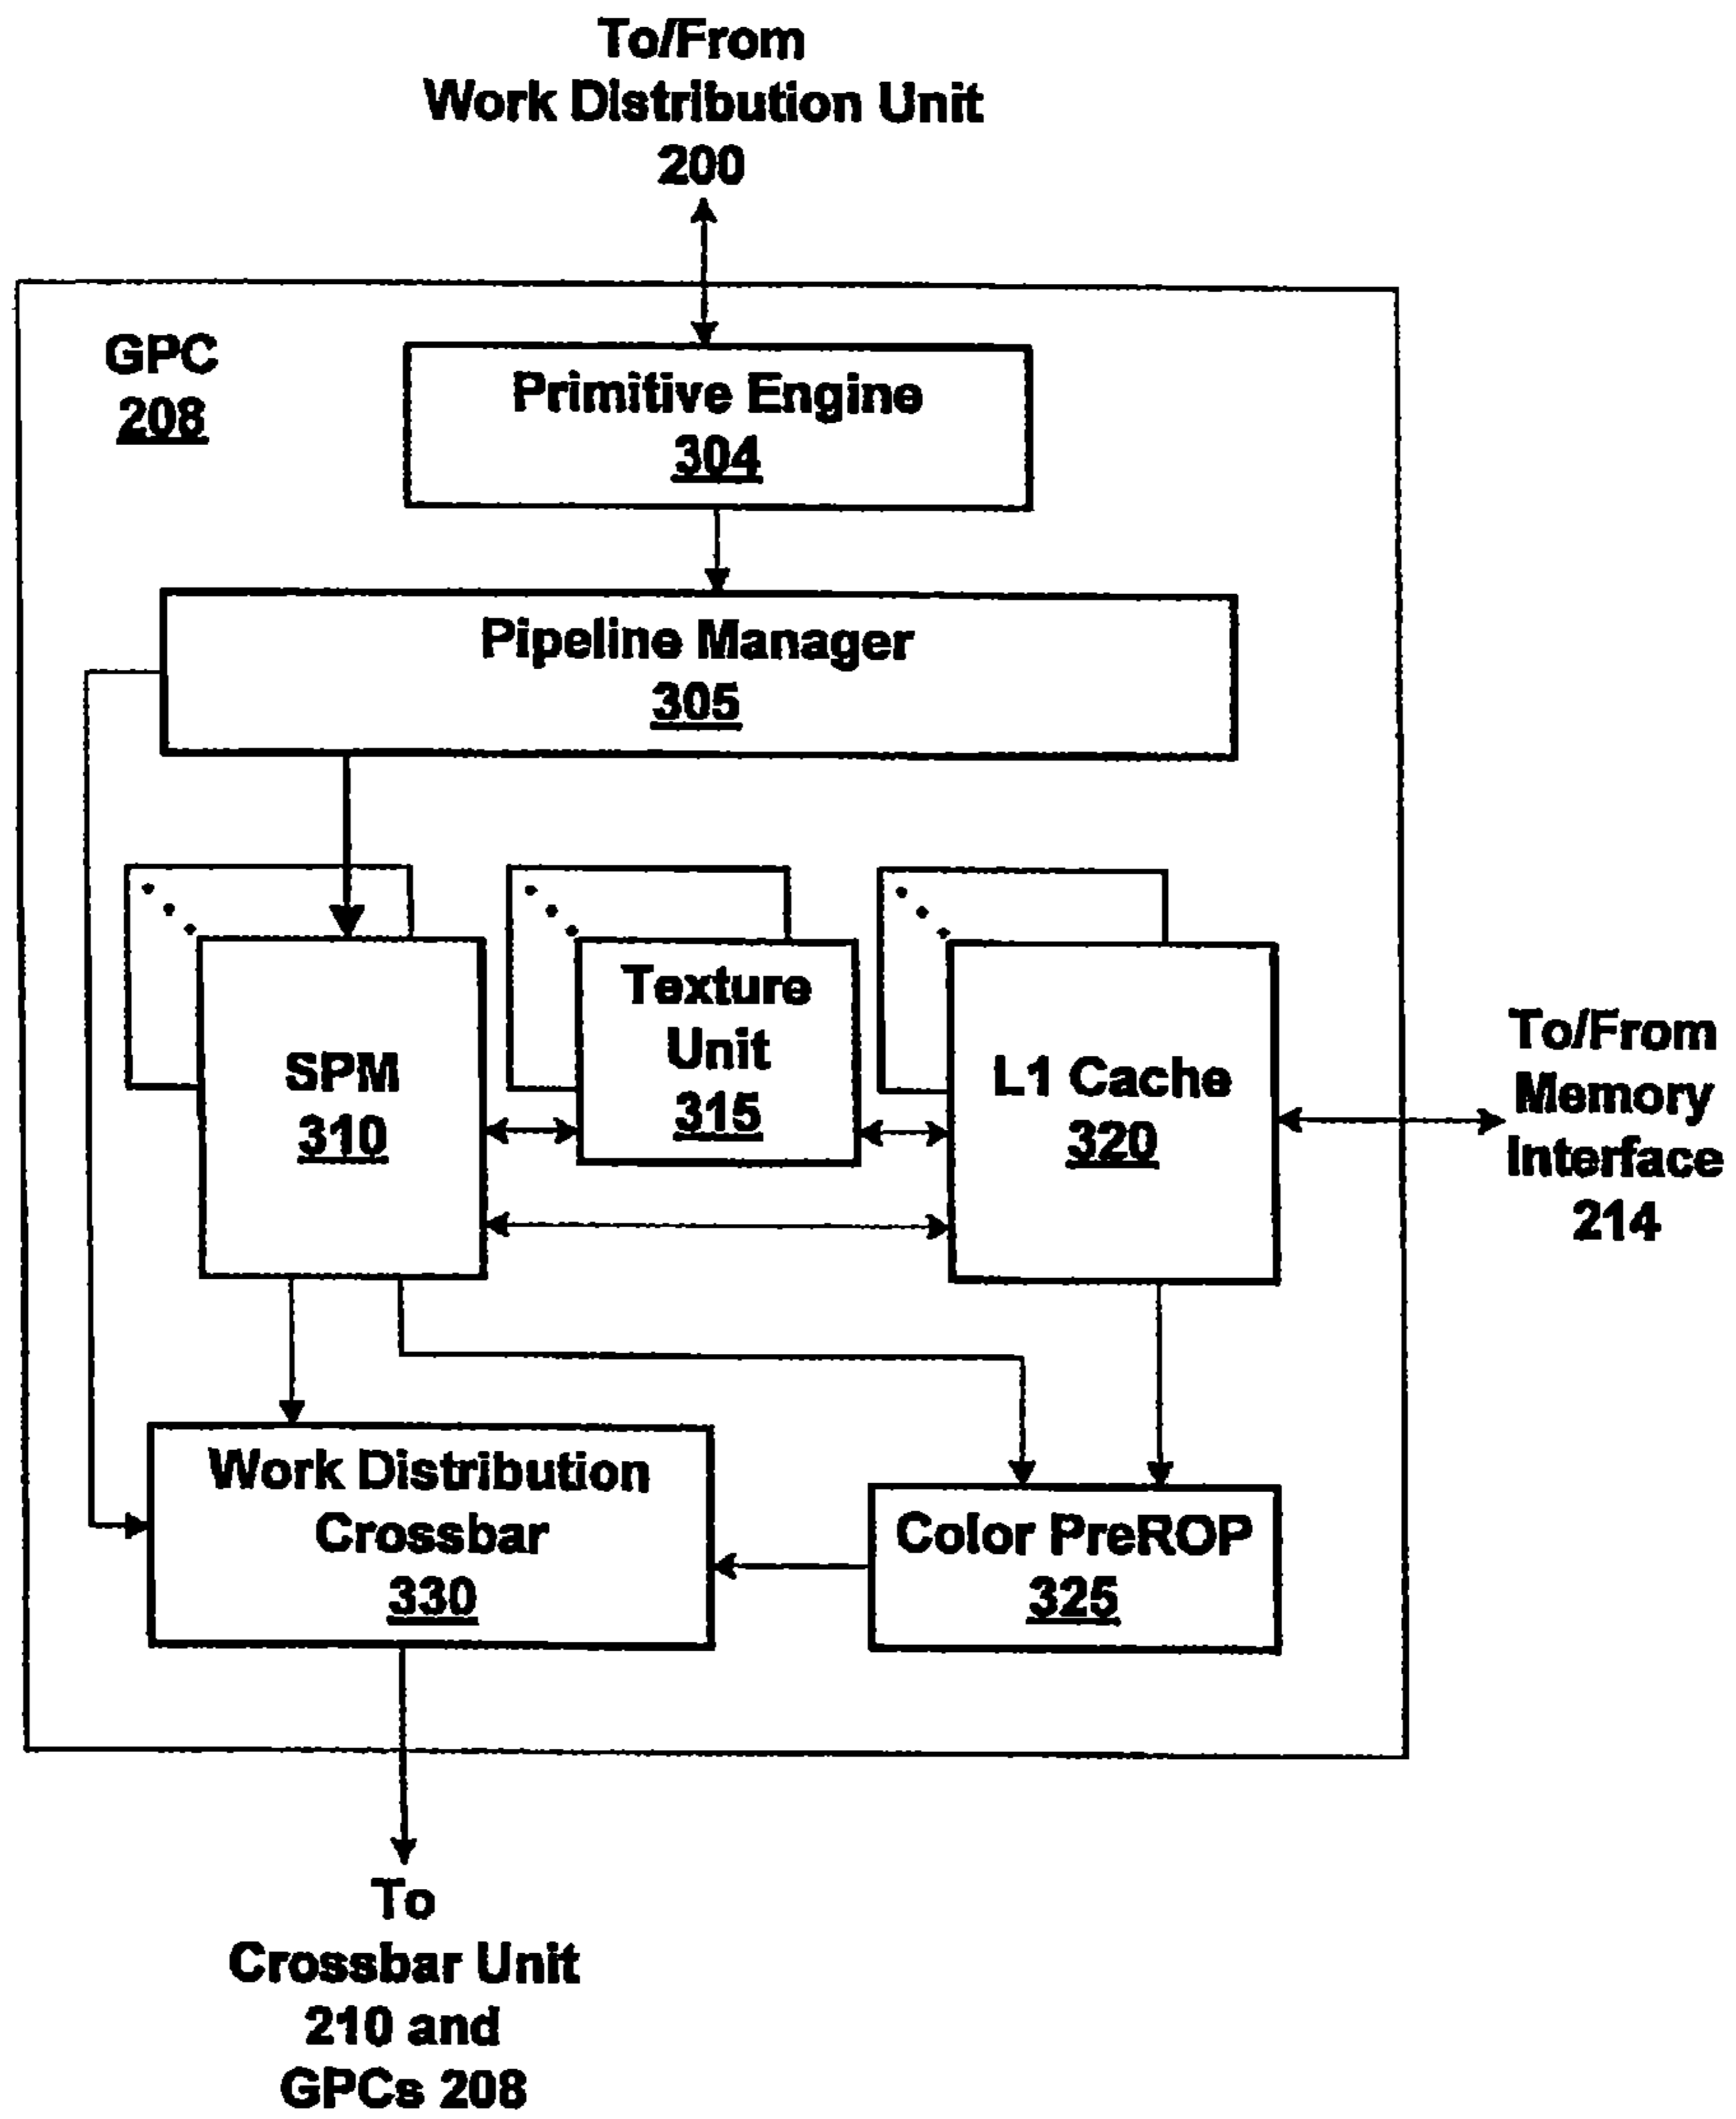 To/From
Work Distribution Unit
200
GPC
208
Primitive Engine
304
Pipeline Manager
305
SPM
310
Texture
Unit
315
L1 Cache
320
To/From
Memory
Interface
214
Work Distribution
Crossbar
330
Color PreROP
325
To
Crossbar Unit
210 and
GPCs 208